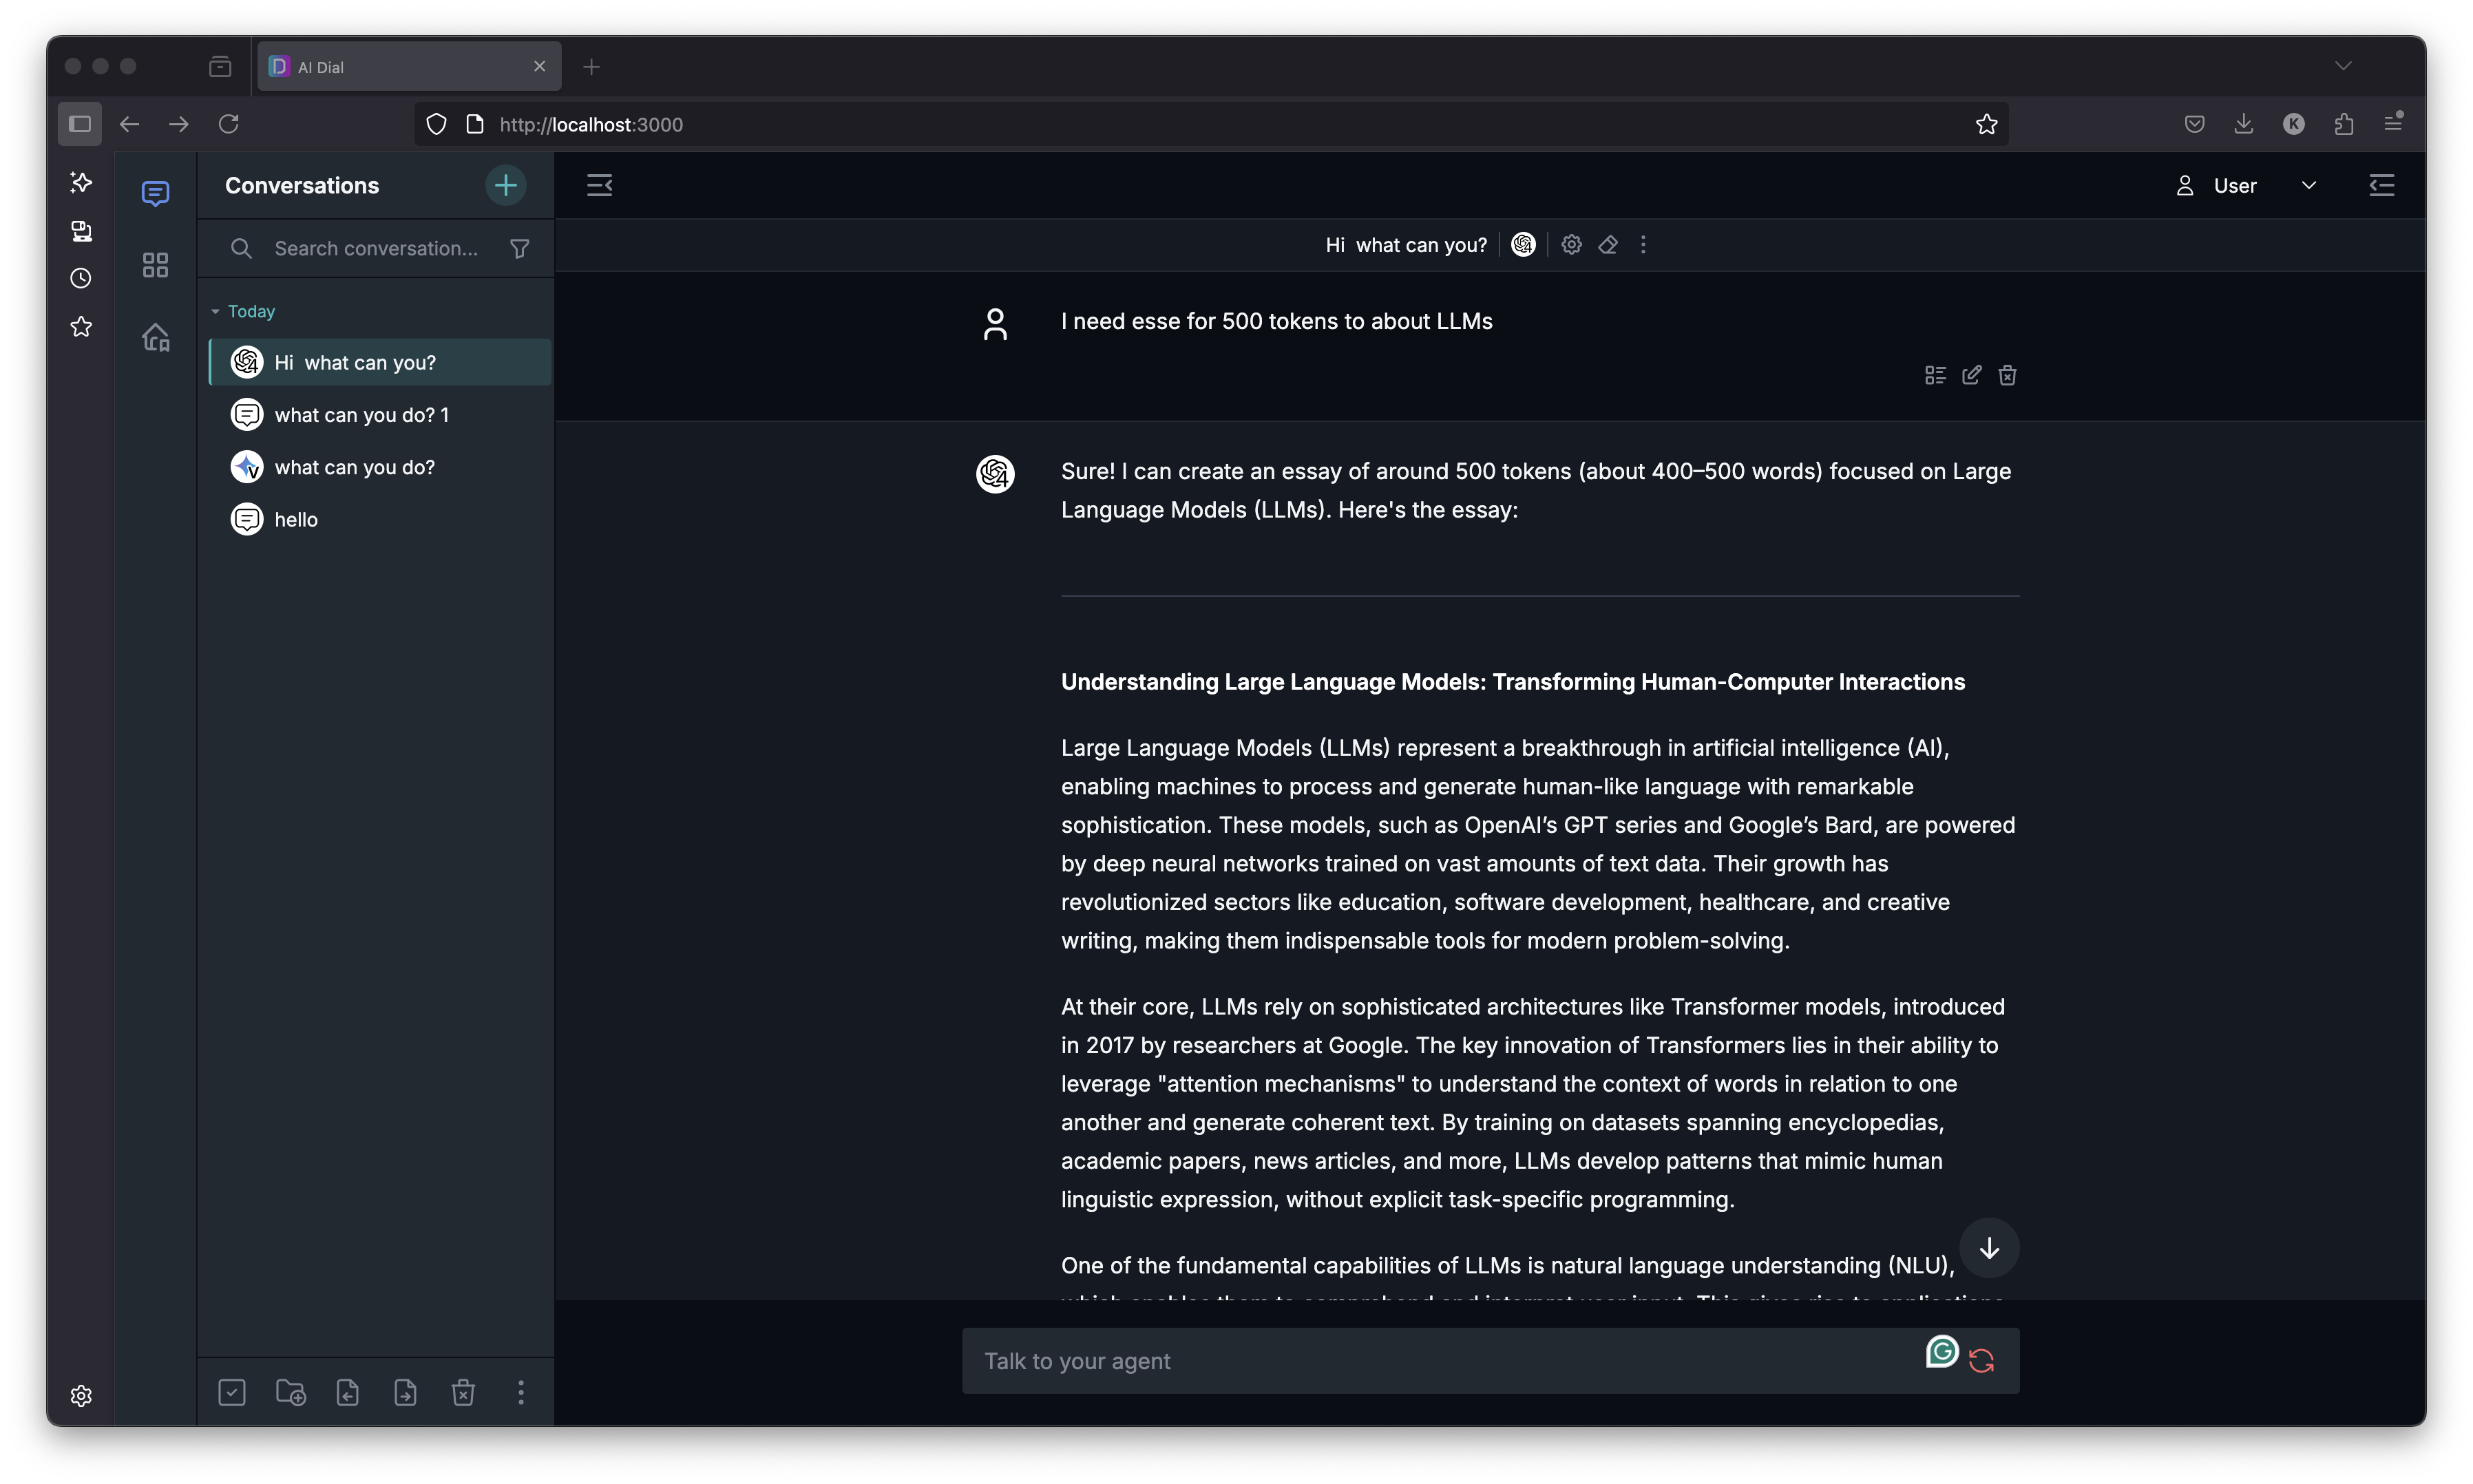 AI Dial
http://localhost:3000
K
Conversations
User
Search conversation...
Hi  what can you?
Today
Hi  what can you?
what can you do? 1
what can you do?
hello
I need esse for 500 tokens to about LLMs
Sure! I can create an essay of around 500 tokens (about 400–500 words) focused on Large
Language Models (LLMs). Here's the essay:
Understanding Large Language Models: Transforming Human-Computer Interactions
Large Language Models (LLMs) represent a breakthrough in artificial intelligence (AI),
enabling machines to process and generate human-like language with remarkable
sophistication. These models, such as OpenAI’s GPT series and Google’s Bard, are powered
by deep neural networks trained on vast amounts of text data. Their growth has
revolutionized sectors like education, software development, healthcare, and creative
writing, making them indispensable tools for modern problem-solving.
At their core, LLMs rely on sophisticated architectures like Transformer models, introduced
in 2017 by researchers at Google. The key innovation of Transformers lies in their ability to
leverage "attention mechanisms" to understand the context of words in relation to one
another and generate coherent text. By training on datasets spanning encyclopedias,
academic papers, news articles, and more, LLMs develop patterns that mimic human
linguistic expression, without explicit task-specific programming.
One of the fundamental capabilities of LLMs is natural language understanding (NLU),
Talk to your agent